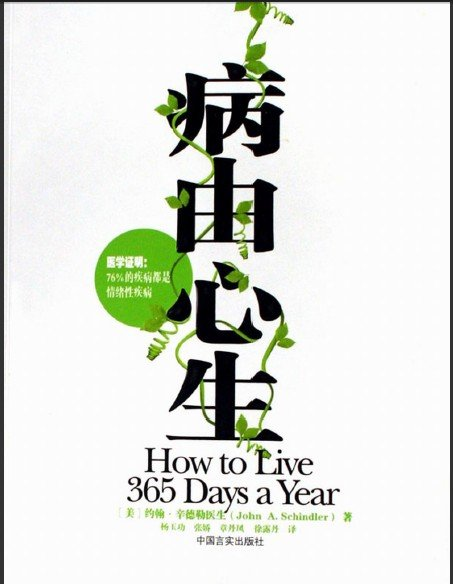 病
由
心
生
医学证明：
76%的疾病都是
情绪性疾病
How to Live
365 Days a Year
[美] 约翰·辛德勒医生 (John A. Schindler) 著
杨玉功 张娇 章丹凤 徐露丹 译
中国言实出版社